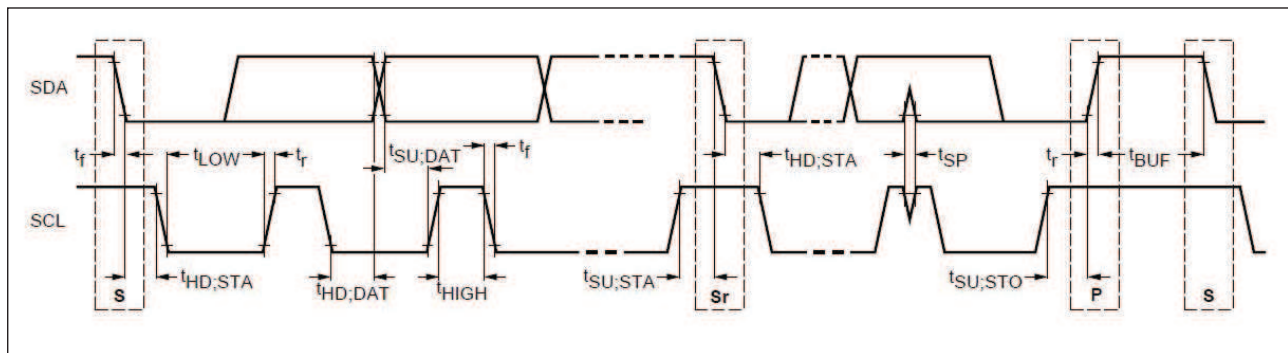 SDA
t_f
t_LOW
t_r
t_SU;DAT
t_f
t_HD;STA
t_SP
t_r
t_BUF
SCL
t_HD;STA
t_HD;DAT
t_HIGH
t_SU;STA
t_SU;STO
S
Sr
P
S